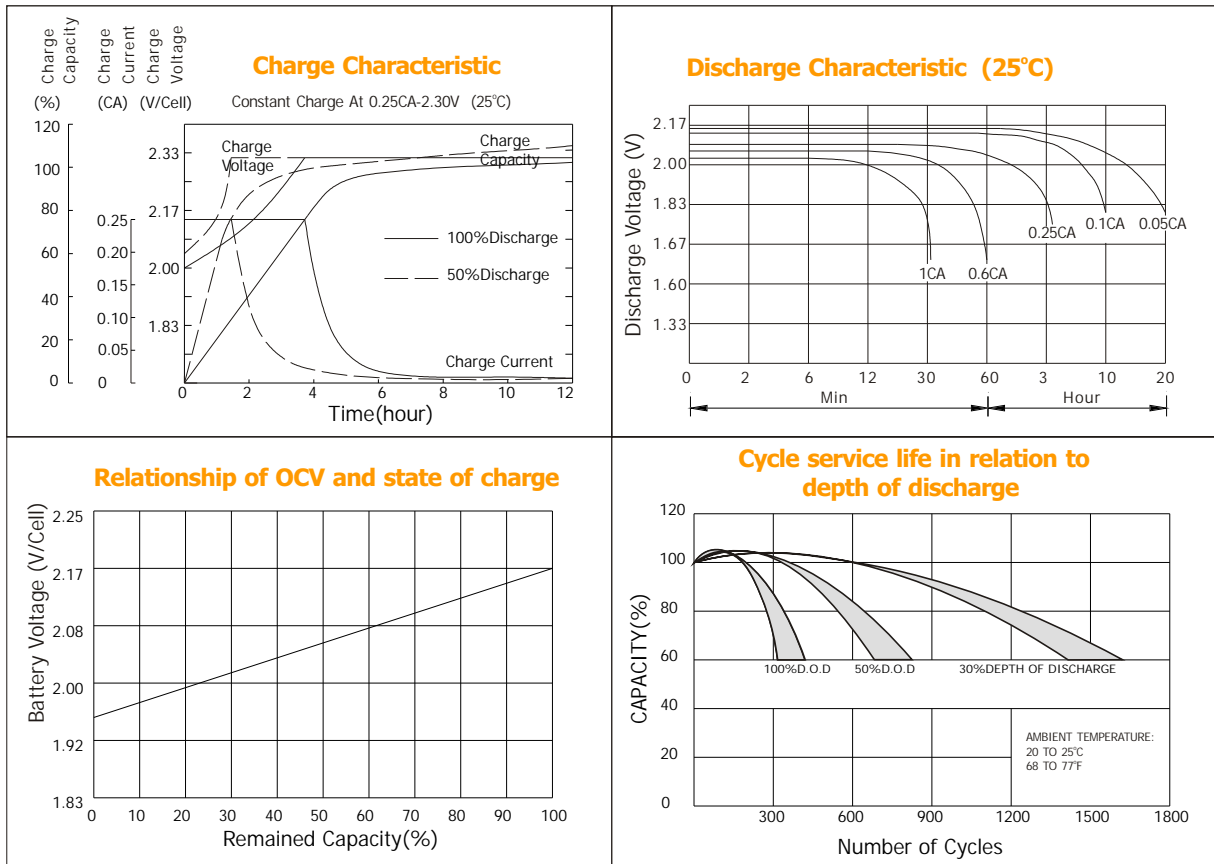 Charge Capacity
Charge Current
Charge Voltage
(%) (CA) (V/Cell)
Charge Characteristic
Constant Charge At 0.25CA-2.30V (25°C)
120
100
80
60
40
20
0
0.25
0.20
0.15
0.10
0.05
0
2.33
2.17
2.00
1.83
Charge Voltage
Charge Capacity
100%Discharge
50%Discharge
Charge Current
0 2 4 6 8 10 12
Time(hour)
Discharge Characteristic (25°C)
Discharge Voltage (V)
2.17
2.00
1.83
1.67
1.60
1.33
1CA
0.6CA
0.25CA
0.1CA
0.05CA
0 2 6 12 30 60 3 10 20
Min Hour
Relationship of OCV and state of charge
Battery Voltage (V/Cell)
2.25
2.17
2.08
2.00
1.92
1.83
0 10 20 30 40 50 60 70 80 90 100
Remained Capacity(%)
Cycle service life in relation to
depth of discharge
CAPACITY(%)
120
100
80
60
40
20
0
100%D.O.D
50%D.O.D
30%DEPTH OF DISCHARGE
AMBIENT TEMPERATURE:
20 TO 25°C
68 TO 77°F
300 600 900 1200 1500 1800
Number of Cycles